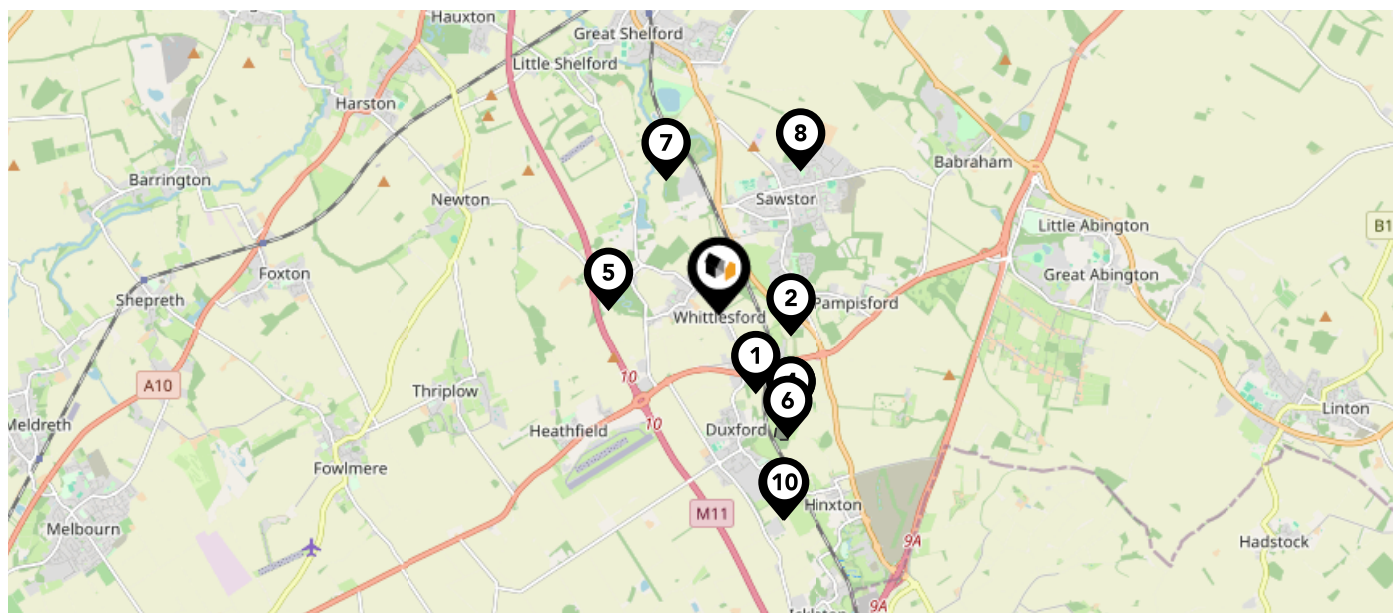 Hauxton
Great Shelford
Little Shelford
Harston
7
8
Babraham
Barrington
Newton
Sawston
Little Abington
B1
5
Foxton
Great Abington
Shepreth
2
Pampisford
Whittlesford
1
10
A10
Thriplow
6
Meldreth
10
Heathfield
Duxford
Linton
Fowlmere
10
Hinxton
M11
Melbourn
9A
Hadstock
9A